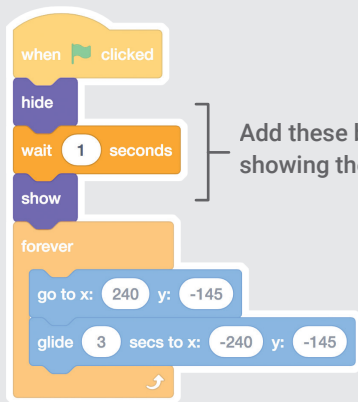 when clicked
hide
wait 1 seconds
show
Add these
showing
forever
go to x: 240 y: -145
glide 3 secs to x: -240 y: -145